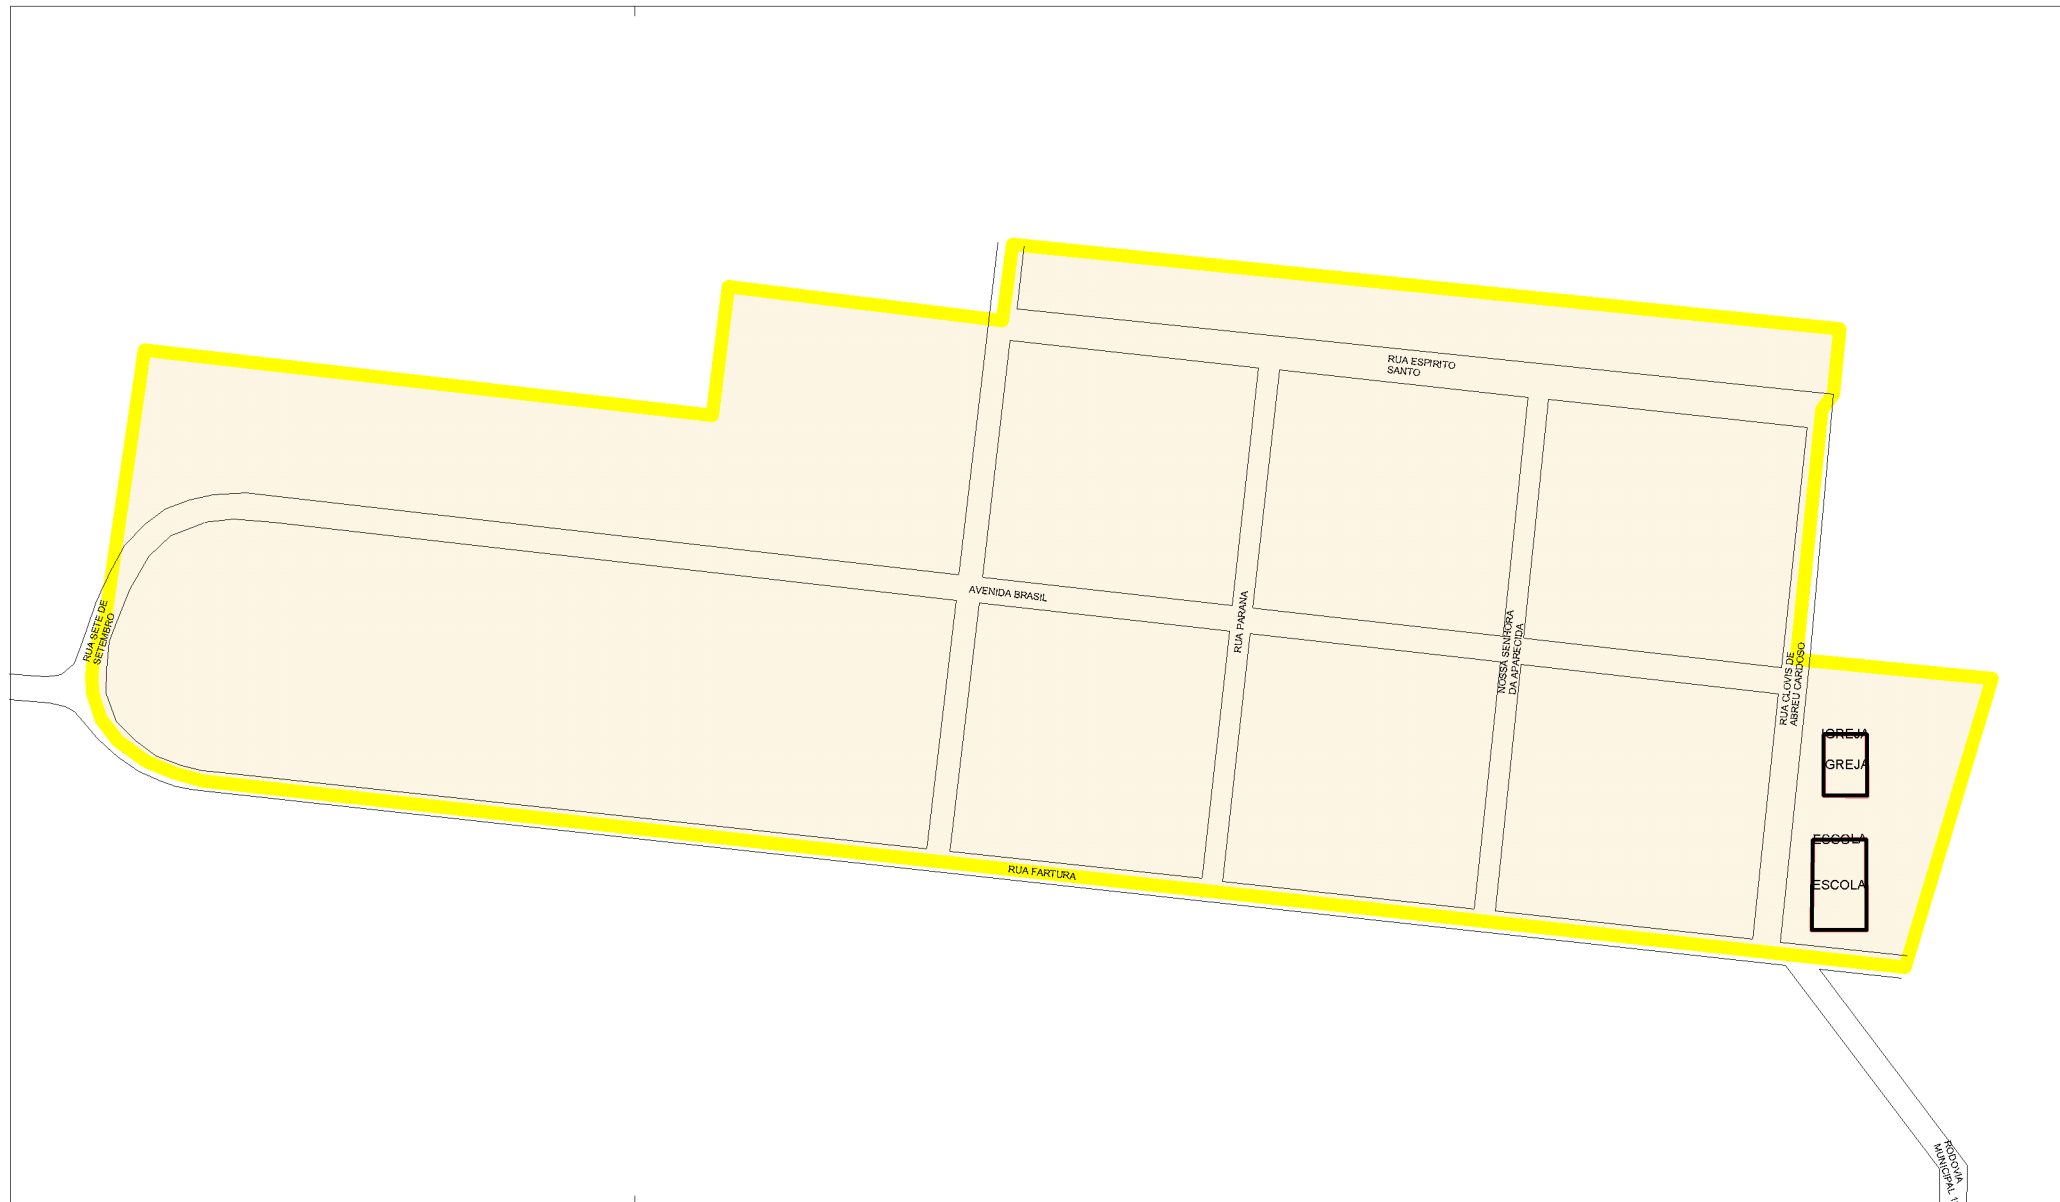 RUA ESPIRITO
SANTO
AVENIDA BRASIL
RUA PARANA
RUA SETE DE
SETEMBRO
NOSSA SENHORA
DA APARECIDA
RUA CLOVIS DE
ABREU CARDOSO
IGREJA
IGREJA
ESCOLA
ESCOLA
RUA FARTURA
RODOVIA
MUNICIPAL